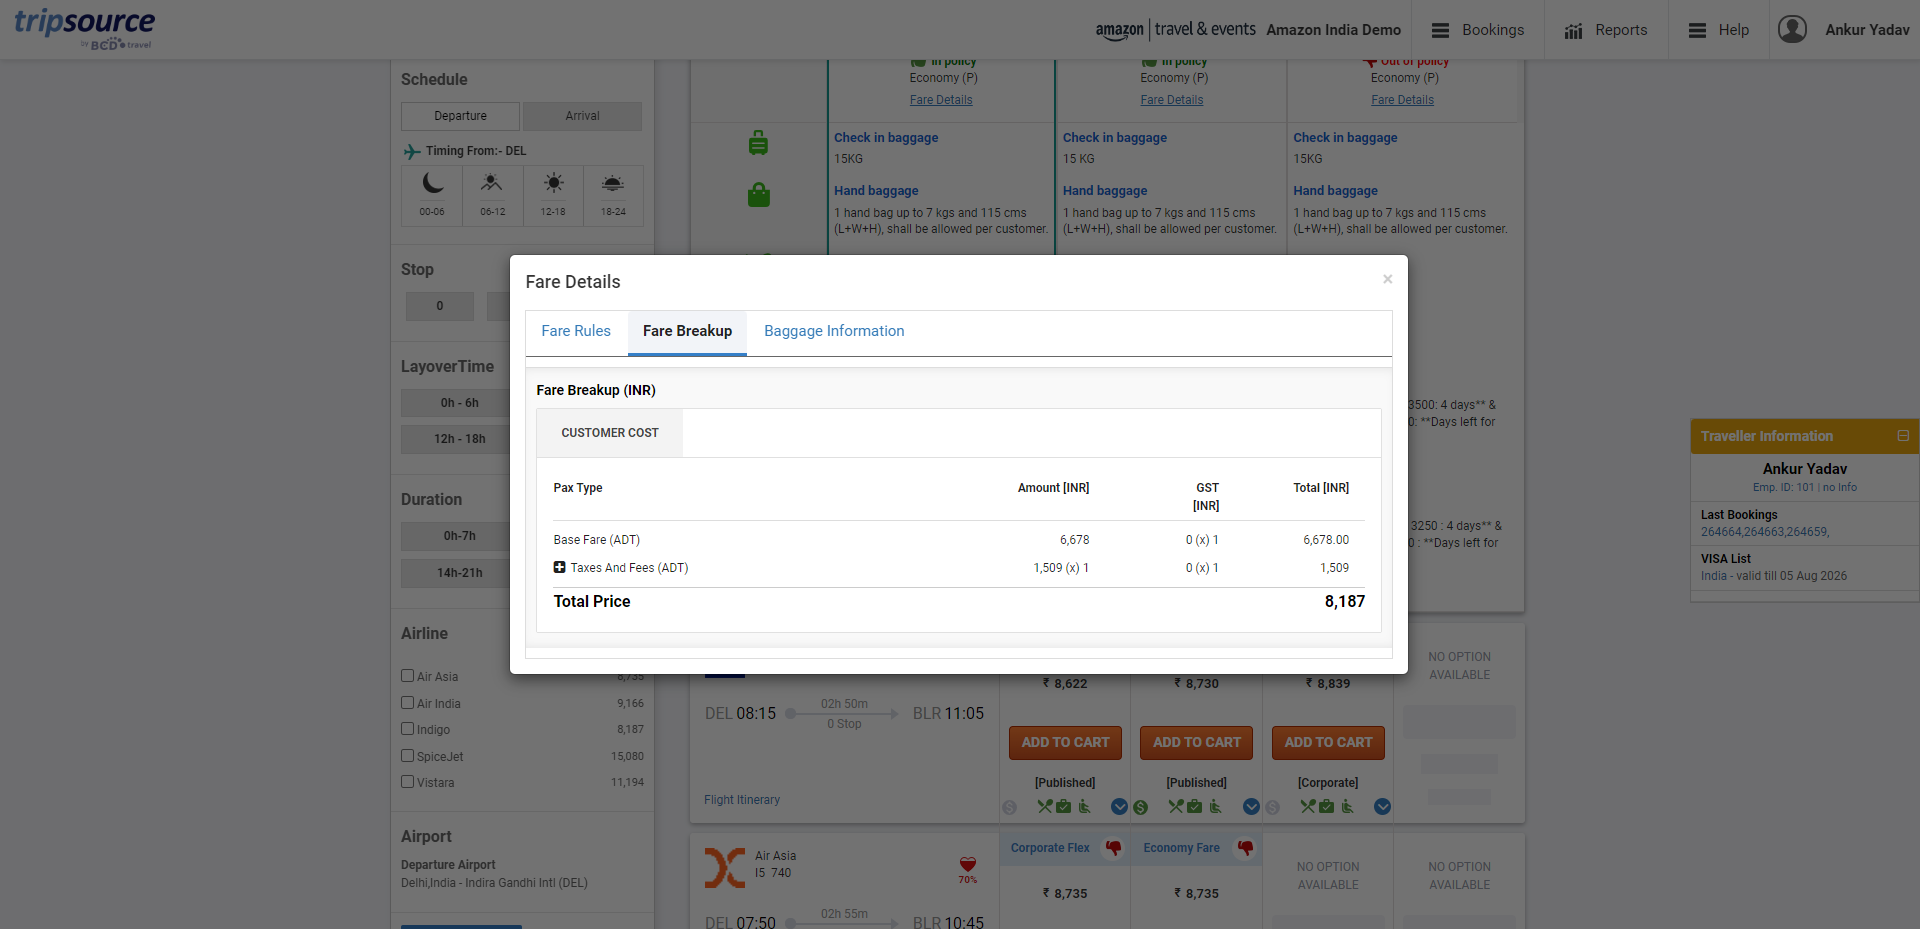 tripsource
by BCD travel
amazon | travel & events Amazon India Demo
Bookings
Reports
Help
Ankur Yadav
Schedule
Departure Arrival
Timing From:- DEL
00-06 06-12 12-18 18-24
Stop
0
LayoverTime
0h - 6h
12h - 18h
Duration
0h-7h
14h-21h
Airline
Air Asia 8,735
Air India 9,166
Indigo 8,187
SpiceJet 15,080
Vistara 11,194
Airport
Departure Airport
Delhi,India - Indira Gandhi Intl (DEL)
In policy In policy Out of policy
Economy (P) Economy (P) Economy (P)
Fare Details Fare Details Fare Details
Check in baggage Check in baggage Check in baggage
15KG 15 KG 15KG
Hand baggage Hand baggage Hand baggage
1 hand bag up to 7 kgs and 115 cms 1 hand bag up to 7 kgs and 115 cms 1 hand bag up to 7 kgs and 115 cms
(L+W+H), shall be allowed per customer. (L+W+H), shall be allowed per customer. (L+W+H), shall be allowed per customer.
3500: 4 days** &
0: **Days left for
3250 : 4 days** &
0 : **Days left for
Fare Details ×
Fare Rules Fare Breakup Baggage Information
Fare Breakup (INR)
CUSTOMER COST
Pax Type Amount [INR] GST [INR] Total [INR]
Base Fare (ADT) 6,678 0 (x) 1 6,678.00
Taxes And Fees (ADT) 1,509 (x) 1 0 (x) 1 1,509
Total Price 8,187
Traveller Information
Ankur Yadav
Emp. ID: 101 | no Info
Last Bookings
264664,264663,264659,
VISA List
India - valid till 05 Aug 2026
₹ 8,622 ₹ 8,730 ₹ 8,839
NO OPTION
AVAILABLE
DEL 08:15 02h 50m BLR 11:05
0 Stop
ADD TO CART ADD TO CART ADD TO CART
[Published] [Published] [Corporate]
Flight Itinerary
Air Asia
I5 740
70%
Corporate Flex Economy Fare
₹ 8,735 ₹ 8,735
NO OPTION NO OPTION
AVAILABLE AVAILABLE
DEL 07:50 02h 55m BLR 10:45